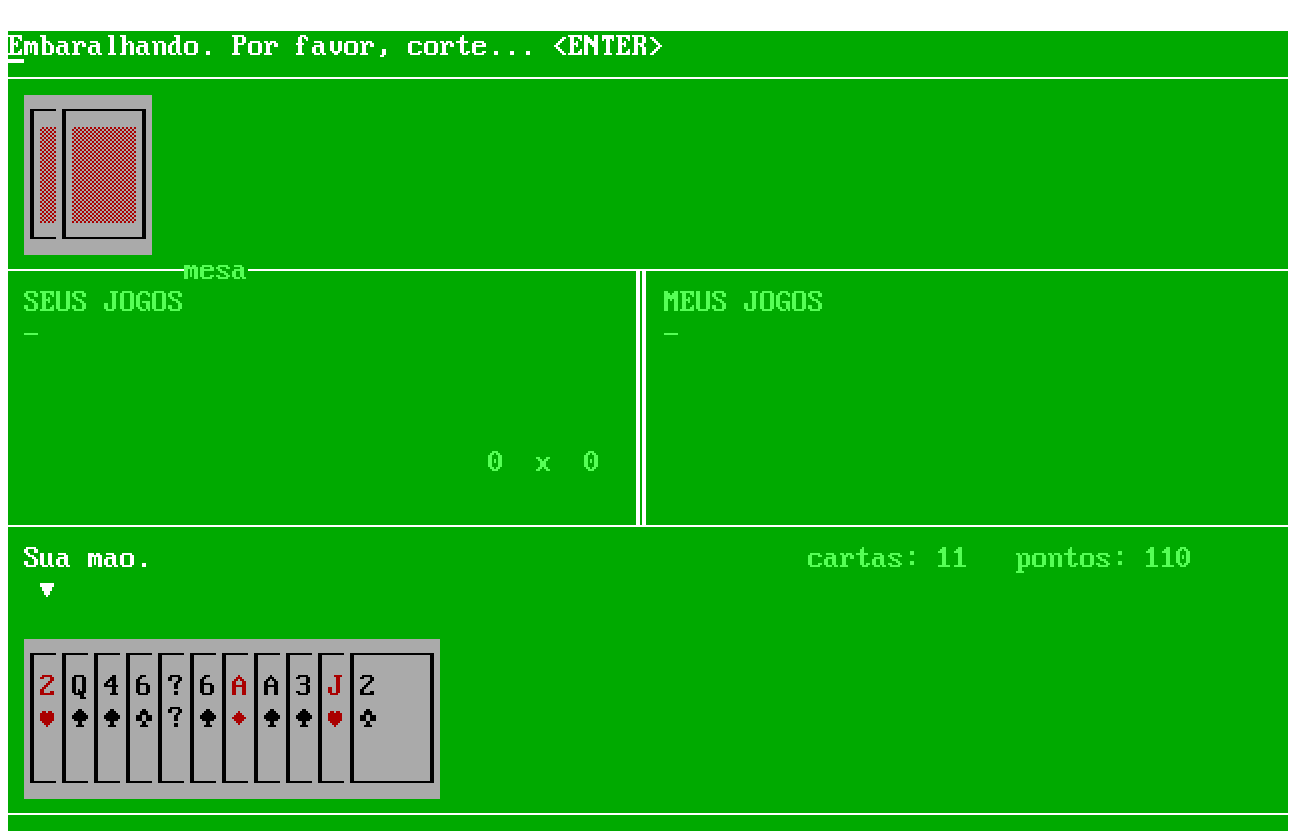 Embaralhando. Por favor, corte... <ENTER>
mesa
SEUS JOGOS
MEUS JOGOS
0 x 0
Sua mao.
cartas: 11 pontos: 110
2 Q 4 6 ? 6 A A 3 J 2
♥ ♠ ♠ ♣ ? ♠ ♦ ♠ ♠ ♥ ♣